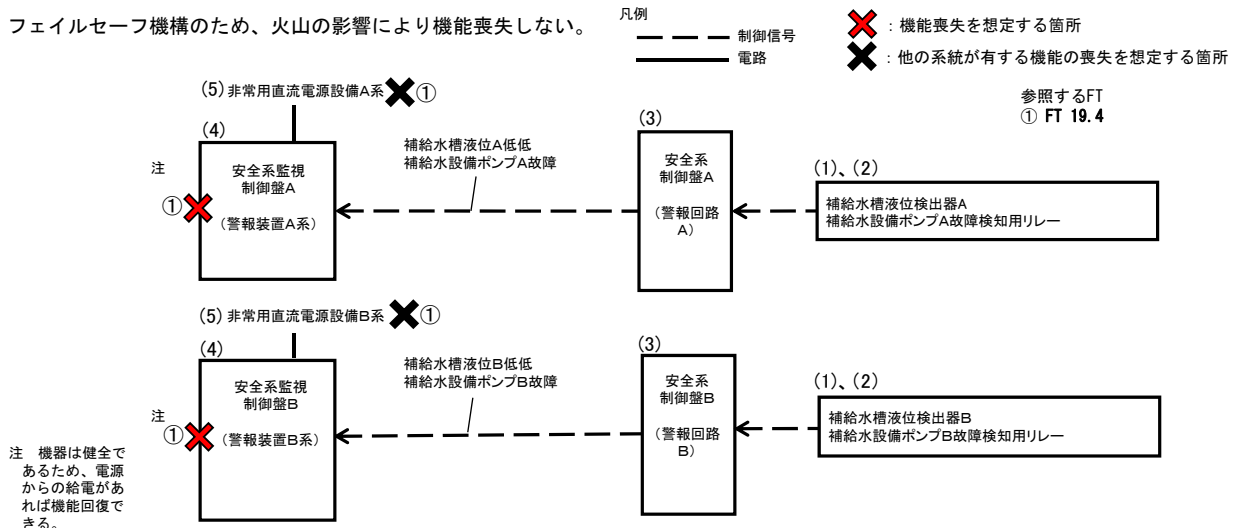 フェイルセーフ機構のため、火山の影響により機能喪失しない。
凡例
制御信号
電路
：機能喪失を想定する箇所
：他の系統が有する機能の喪失を想定する箇所
参照するFT
① FT 19.4
(5) 非常用直流電源設備A系 ①
(4)
安全系監視
制御盤A
(警報装置A系)
注
①
補給水槽液位A低低
補給水設備ポンプA故障
(3)
安全系
制御盤A
(警報回路
A)
(1)、(2)
補給水槽液位検出器A
補給水設備ポンプA故障検知用リレー
(5) 非常用直流電源設備B系 ①
(4)
安全系監視
制御盤B
(警報装置B系)
注
①
補給水槽液位B低低
補給水設備ポンプB故障
(3)
安全系
制御盤B
(警報回路
B)
(1)、(2)
補給水槽液位検出器B
補給水設備ポンプB故障検知用リレー
注　機器は健全で
あるため、電源
からの給電があ
れば機能回復で
きる。